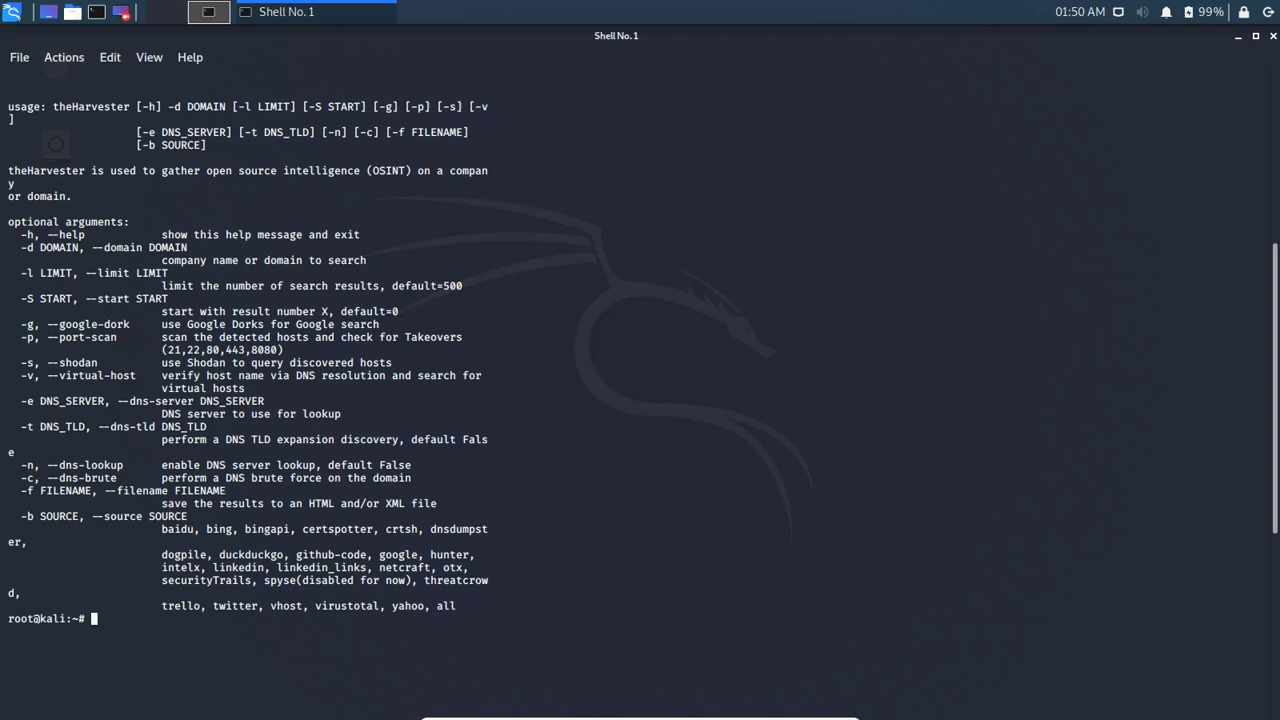 Shell No. 1
01:50 AM
99%
Shell No. 1
File Actions Edit View Help
usage: theHarvester [-h] -d DOMAIN [-l LIMIT] [-S START] [-g] [-p] [-s] [-v
]
[-e DNS_SERVER] [-t DNS_TLD] [-n] [-c] [-f FILENAME]
[-b SOURCE]
theHarvester is used to gather open source intelligence (OSINT) on a compan
y
or domain.
optional arguments:
-h, --help show this help message and exit
-d DOMAIN, --domain DOMAIN
company name or domain to search
-l LIMIT, --limit LIMIT
limit the number of search results, default=500
-S START, --start START
start with result number X, default=0
-g, --google-dork use Google Dorks for Google search
-p, --port-scan scan the detected hosts and check for Takeovers
(21,22,80,443,8080)
-s, --shodan use Shodan to query discovered hosts
-v, --virtual-host verify host name via DNS resolution and search for
virtual hosts
-e DNS_SERVER, --dns-server DNS_SERVER
DNS server to use for lookup
-t DNS_TLD, --dns-tld DNS_TLD
perform a DNS TLD expansion discovery, default Fals
e
-n, --dns-lookup enable DNS server lookup, default False
-c, --dns-brute perform a DNS brute force on the domain
-f FILENAME, --filename FILENAME
save the results to an HTML and/or XML file
-b SOURCE, --source SOURCE
baidu, bing, bingapi, certspotter, crtsh, dnsdumpst
er,
dogpile, duckduckgo, github-code, google, hunter,
intelx, linkedin, linkedin_links, netcraft, otx,
securityTrails, spyse(disabled for now), threatcrow
d,
trello, twitter, vhost, virustotal, yahoo, all
root@kali:~#